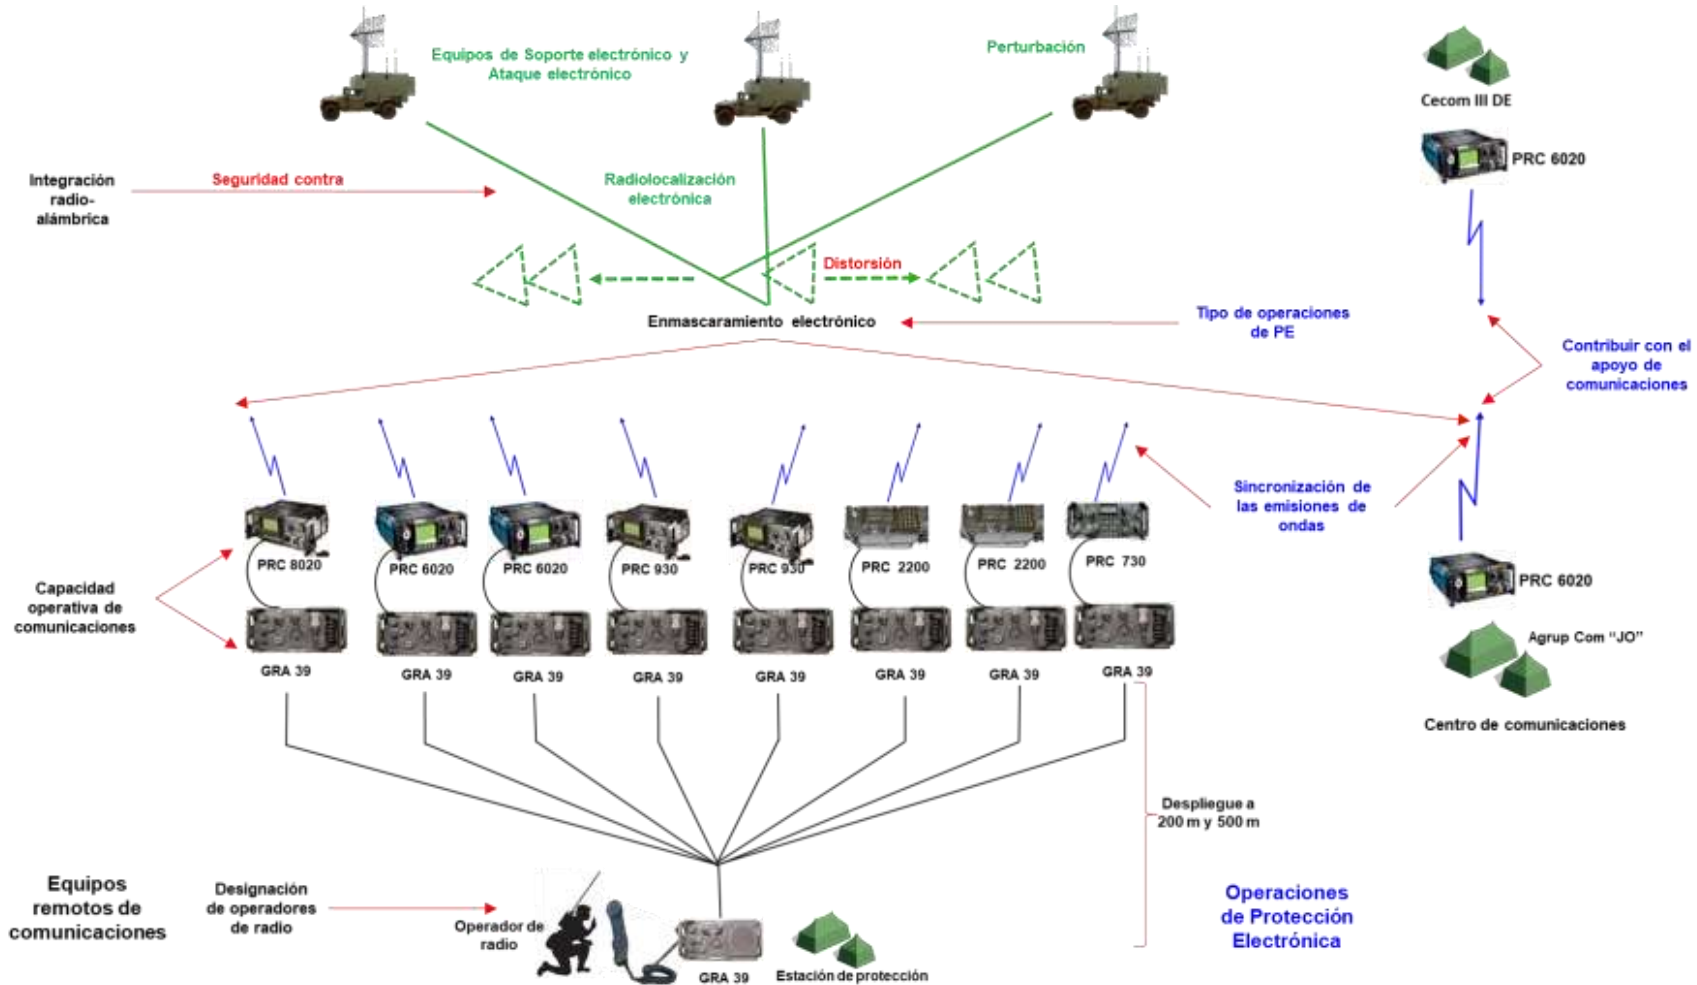 Equipos de Soporte electrónico y
Ataque electrónico
Perturbación
Cecom III DE
PRC 6020
Integración
radio-
alámbrica
Seguridad contra
Radiolocalización
electrónica
Distorsión
Enmascaramiento electrónico
Tipo de operaciones
de PE
Contribuir con el
apoyo de
comunicaciones
Sincronización de
las emisiones de
ondas
PRC 8020
PRC 6020
PRC 6020
PRC 930
PRC 930
PRC 2200
PRC 2200
PRC 730
PRC 6020
Capacidad
operativa de
comunicaciones
GRA 39
GRA 39
GRA 39
GRA 39
GRA 39
GRA 39
GRA 39
GRA 39
Agrup Com “JO”
Centro de comunicaciones
Despliegue a
200 m y 500 m
Equipos
remotos de
comunicaciones
Designación
de operadores
de radio
Operador de
radio
GRA 39
Estación de protección
Operaciones
de Protección
Electrónica